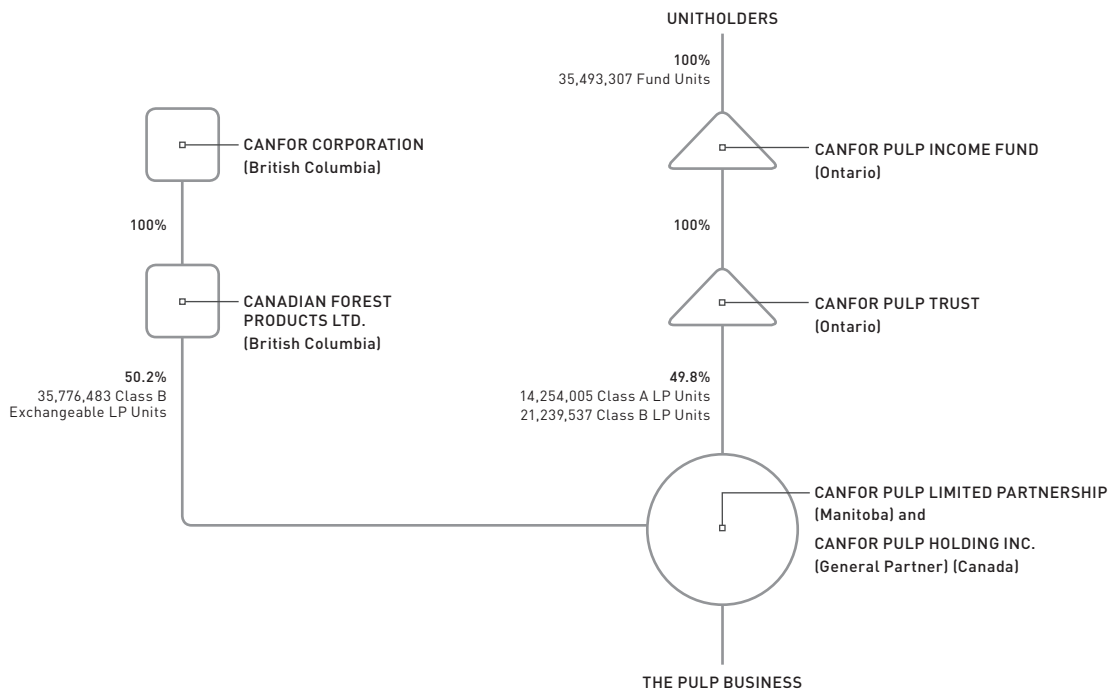 UNITHOLDERS
100%
35,493,307 Fund Units
CANFOR CORPORATION
(British Columbia)
CANFOR PULP INCOME FUND
(Ontario)
100%
100%
CANADIAN FOREST
PRODUCTS LTD.
(British Columbia)
CANFOR PULP TRUST
(Ontario)
50.2%
35,776,483 Class B
Exchangeable LP Units
49.8%
14,254,005 Class A LP Units
21,239,537 Class B LP Units
CANFOR PULP LIMITED PARTNERSHIP
(Manitoba) and
CANFOR PULP HOLDING INC.
(General Partner) (Canada)
THE PULP BUSINESS